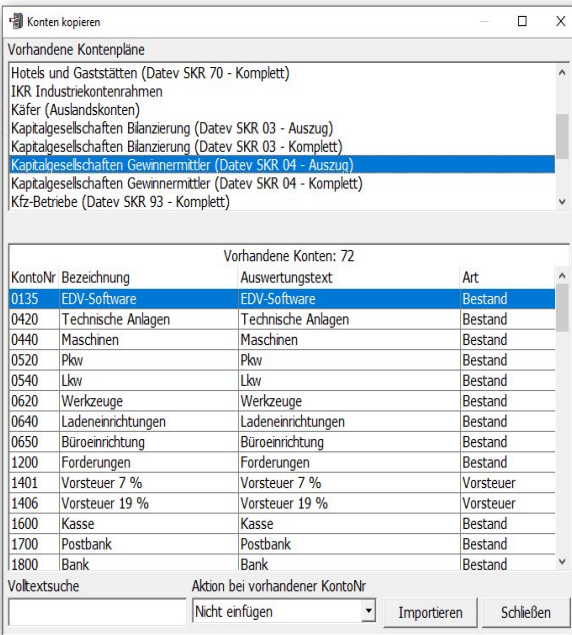 Konten kopieren
Vorhandene Kontenpläne
Hotels und Gaststätten (Datev SKR 70 - Komplett)
IKR Industriekontenrahmen
Käfer (Auslandskonten)
Kapitalgesellschaften Bilanzierung (Datev SKR 03 - Auszug)
Kapitalgesellschaften Bilanzierung (Datev SKR 03 - Komplett)
Kapitalgesellschaften Gewinnermittler (Datev SKR 04 - Auszug)
Kapitalgesellschaften Gewinnermittler (Datev SKR 04 - Komplett)
Kfz-Betriebe (Datev SKR 93 - Komplett)
Vorhandene Konten: 72
KontoNr Bezeichnung Auswertungstext Art
0135 EDV-Software EDV-Software Bestand
0420 Technische Anlagen Technische Anlagen Bestand
0440 Maschinen Maschinen Bestand
0520 Pkw Pkw Bestand
0540 Lkw Lkw Bestand
0620 Werkzeuge Werkzeuge Bestand
0640 Ladeneinrichtungen Ladeneinrichtungen Bestand
0650 Büroeinrichtung Büroeinrichtung Bestand
1200 Forderungen Forderungen Bestand
1401 Vorsteuer 7 % Vorsteuer 7 % Vorsteuer
1406 Vorsteuer 19 % Vorsteuer 19 % Vorsteuer
1600 Kasse Kasse Bestand
1700 Postbank Postbank Bestand
1800 Bank Bank Bestand
Volltextsuche Aktion bei vorhandener KontoNr
Nicht einfügen Importieren Schließen